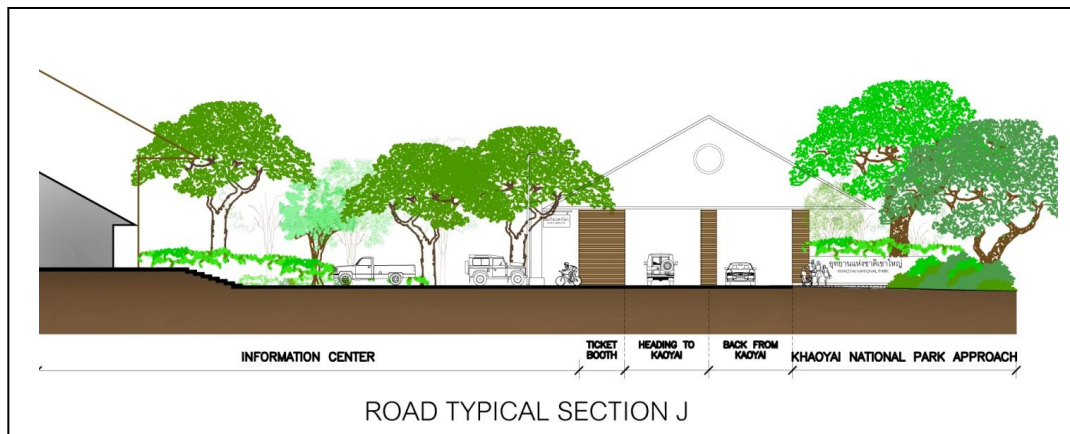 อุทยานแห่งชาติเขาใหญ่
KHAOYAI NATIONAL PARK
INFORMATION CENTER
TICKET
BOOTH
HEADING TO
KAOYAI
BACK FROM
KAOYAI
KHAOYAI NATIONAL PARK APPROACH
ROAD TYPICAL SECTION J